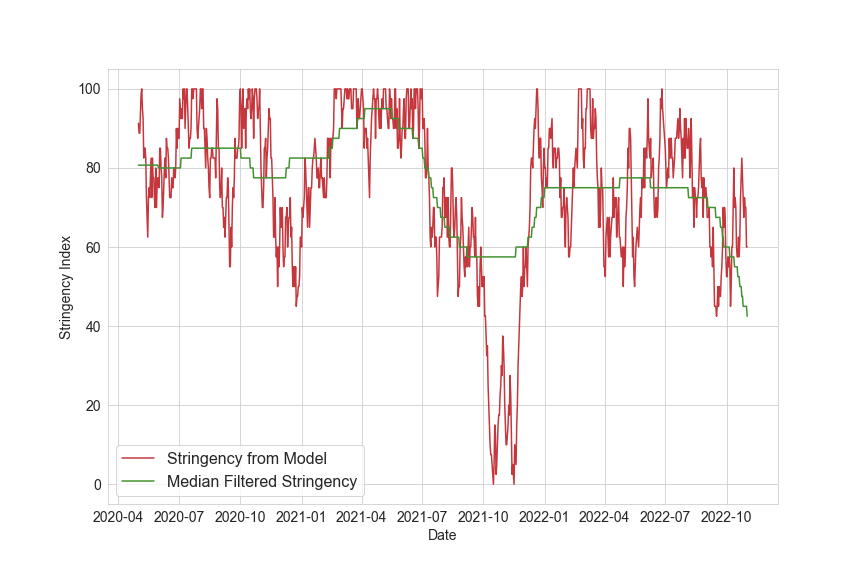 100
80
60
40
20
0
Stringency Index
Stringency from Model
Median Filtered Stringency
2020-04 2020-07 2020-10 2021-01 2021-04 2021-07 2021-10 2022-01 2022-04 2022-07 2022-10
Date